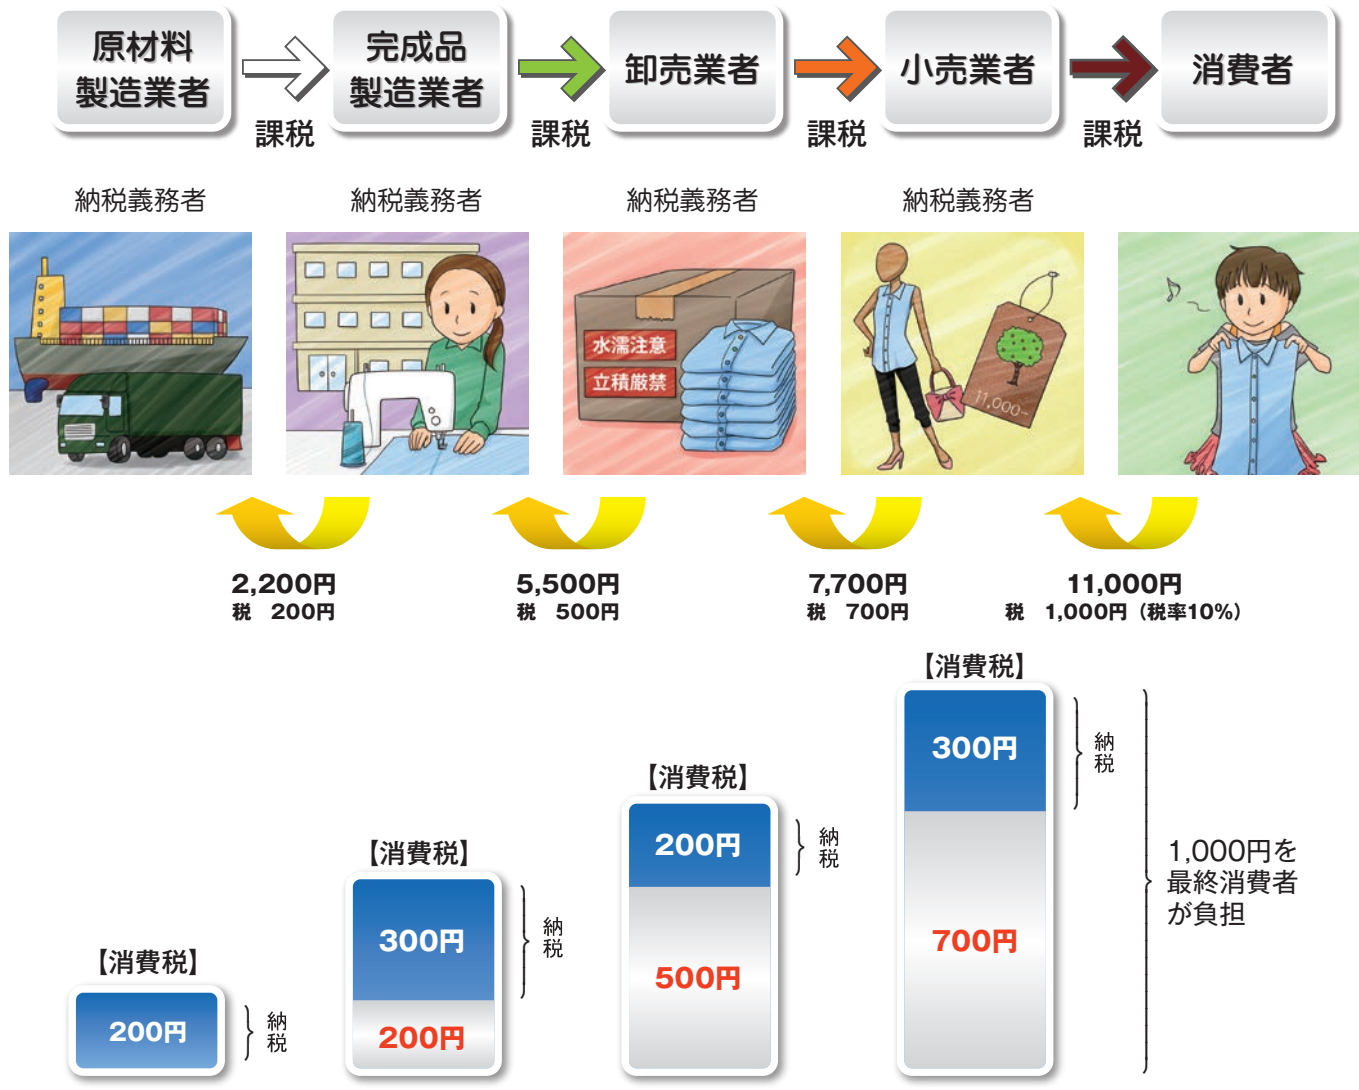 原材料
製造業者
完成品
製造業者
卸売業者
小売業者
消費者
課税
課税
課税
課税
納税義務者
納税義務者
納税義務者
納税義務者
水濡注意
立積厳禁
11,000-
2,200円
税 200円
5,500円
税 500円
7,700円
税 700円
11,000円
税 1,000円（税率10%）
【消費税】
200円
納税
【消費税】
300円
200円
納税
【消費税】
200円
500円
納税
【消費税】
300円
700円
納税
1,000円を
最終消費者
が負担